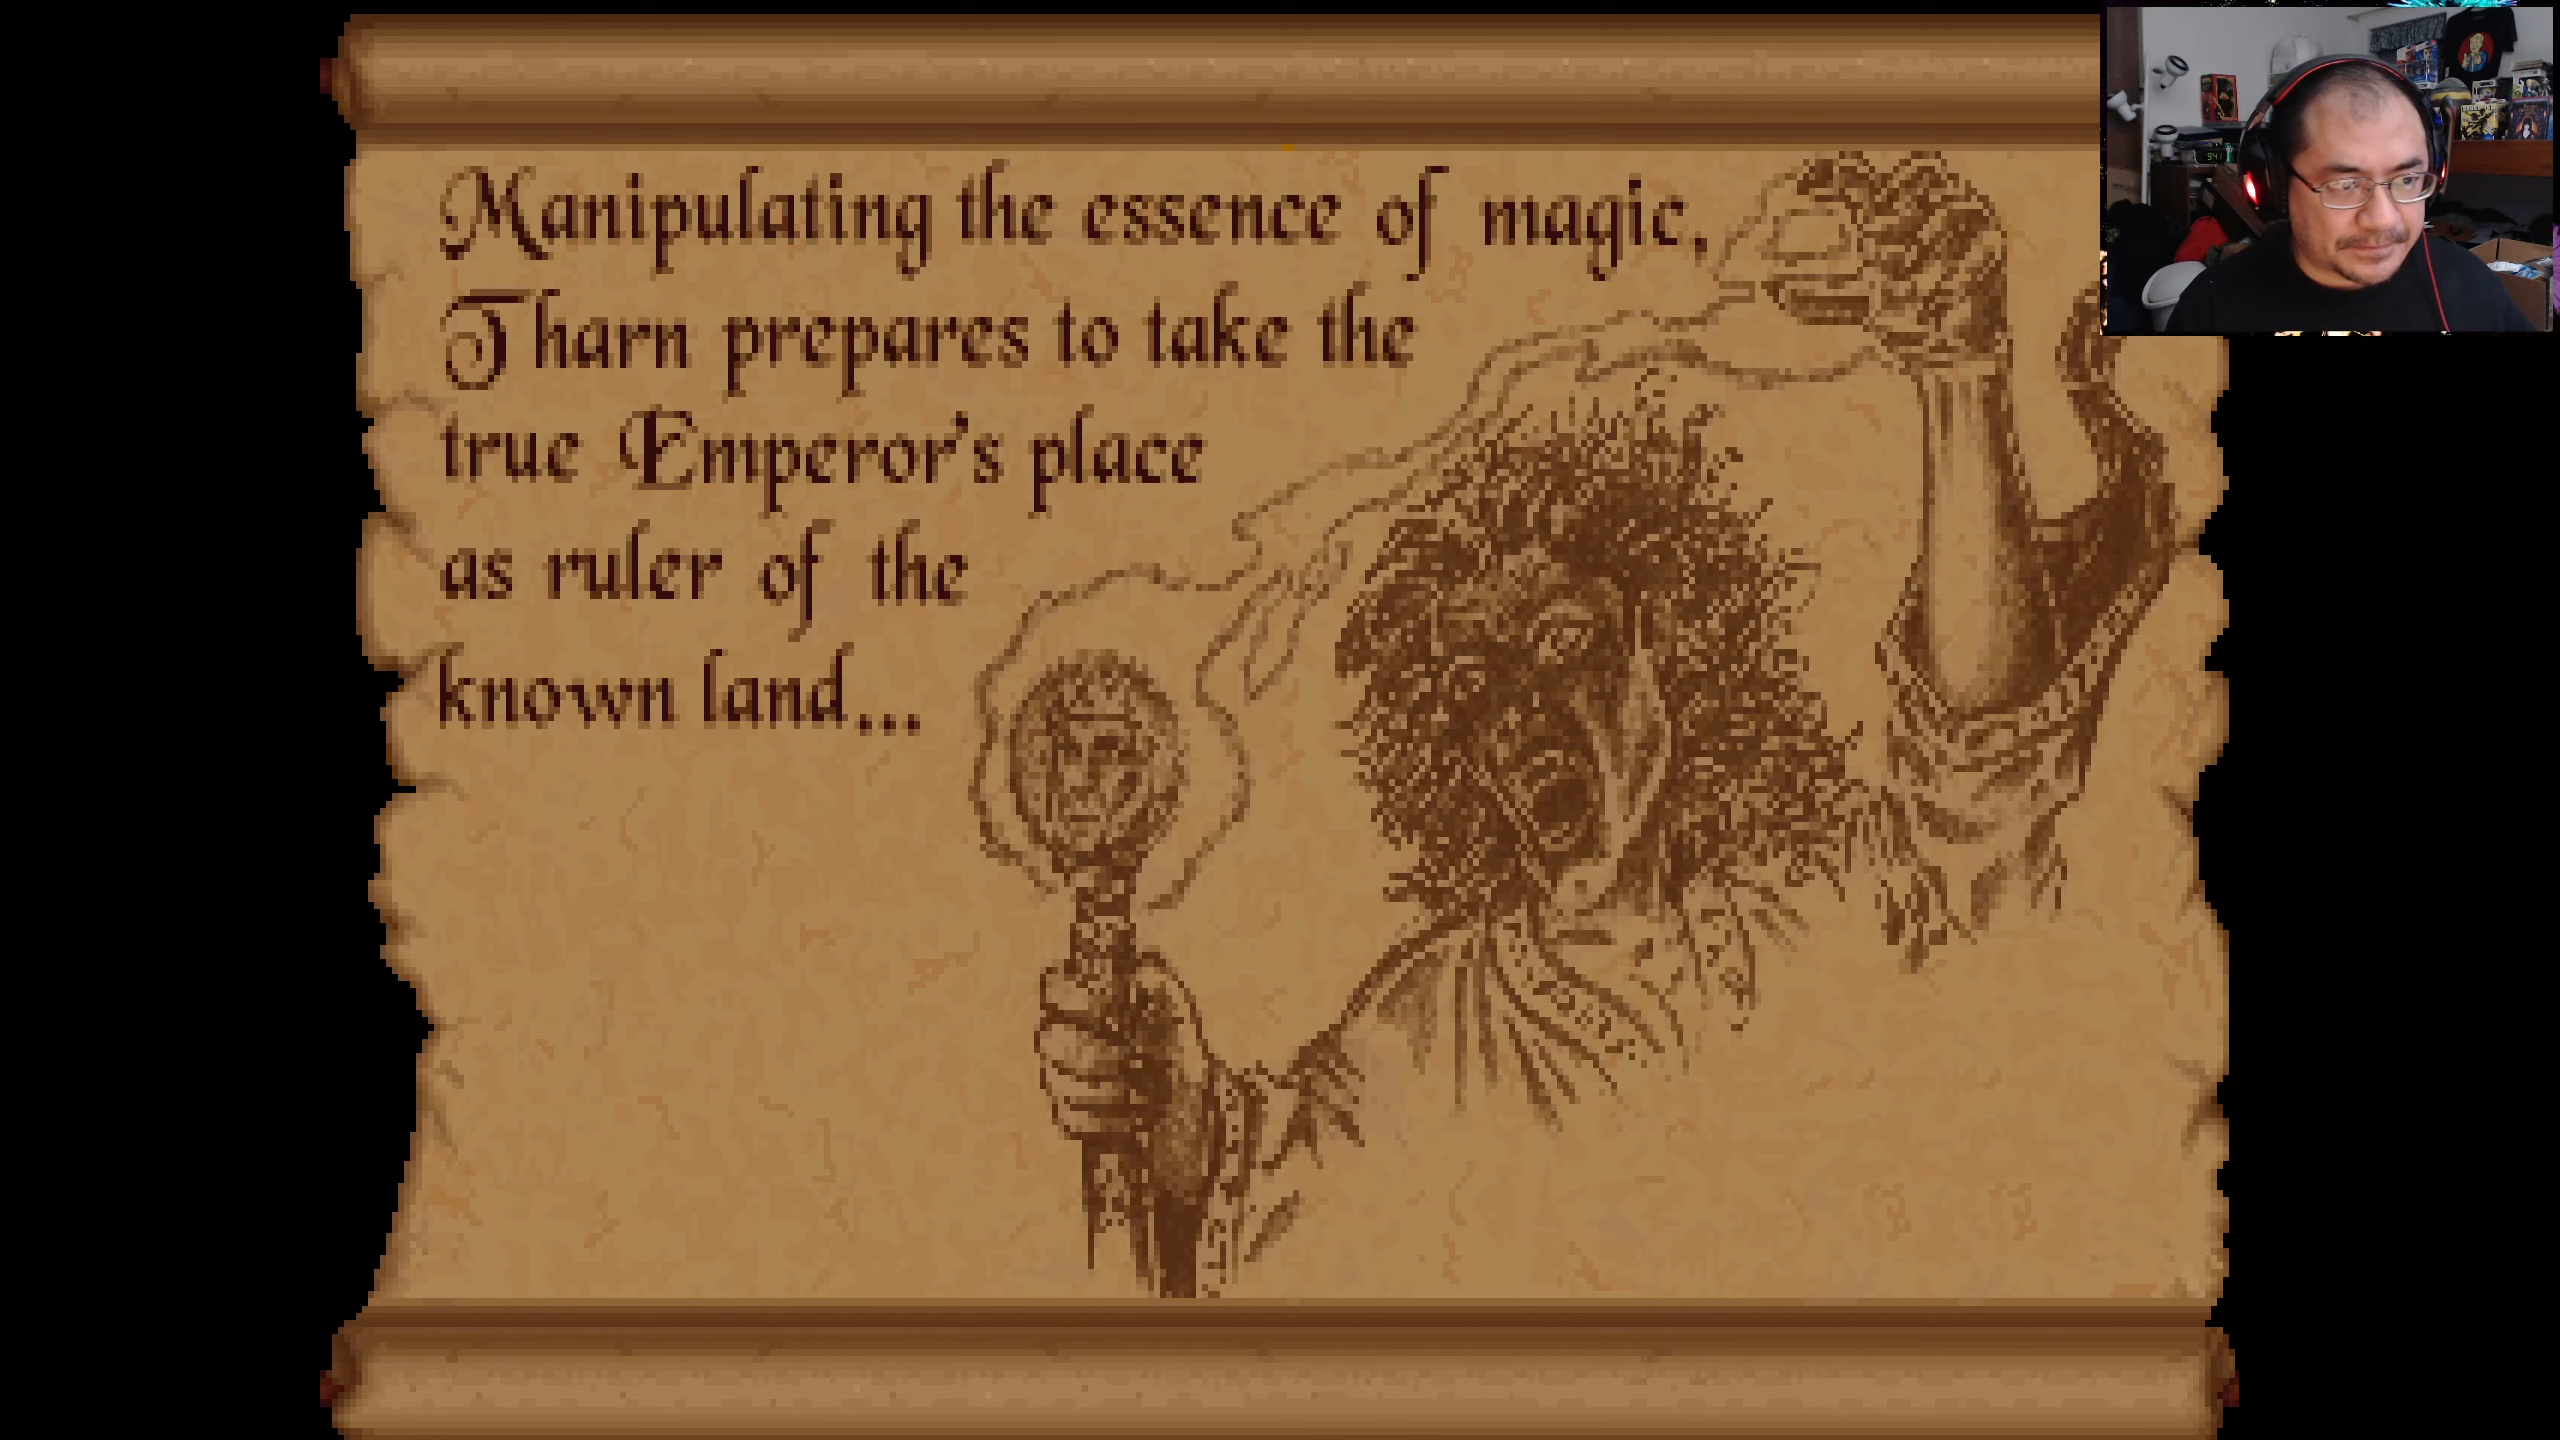 Manipulating the essence of magic,
Tharn prepares to take the
true Emperor's place
as ruler of the
known land...